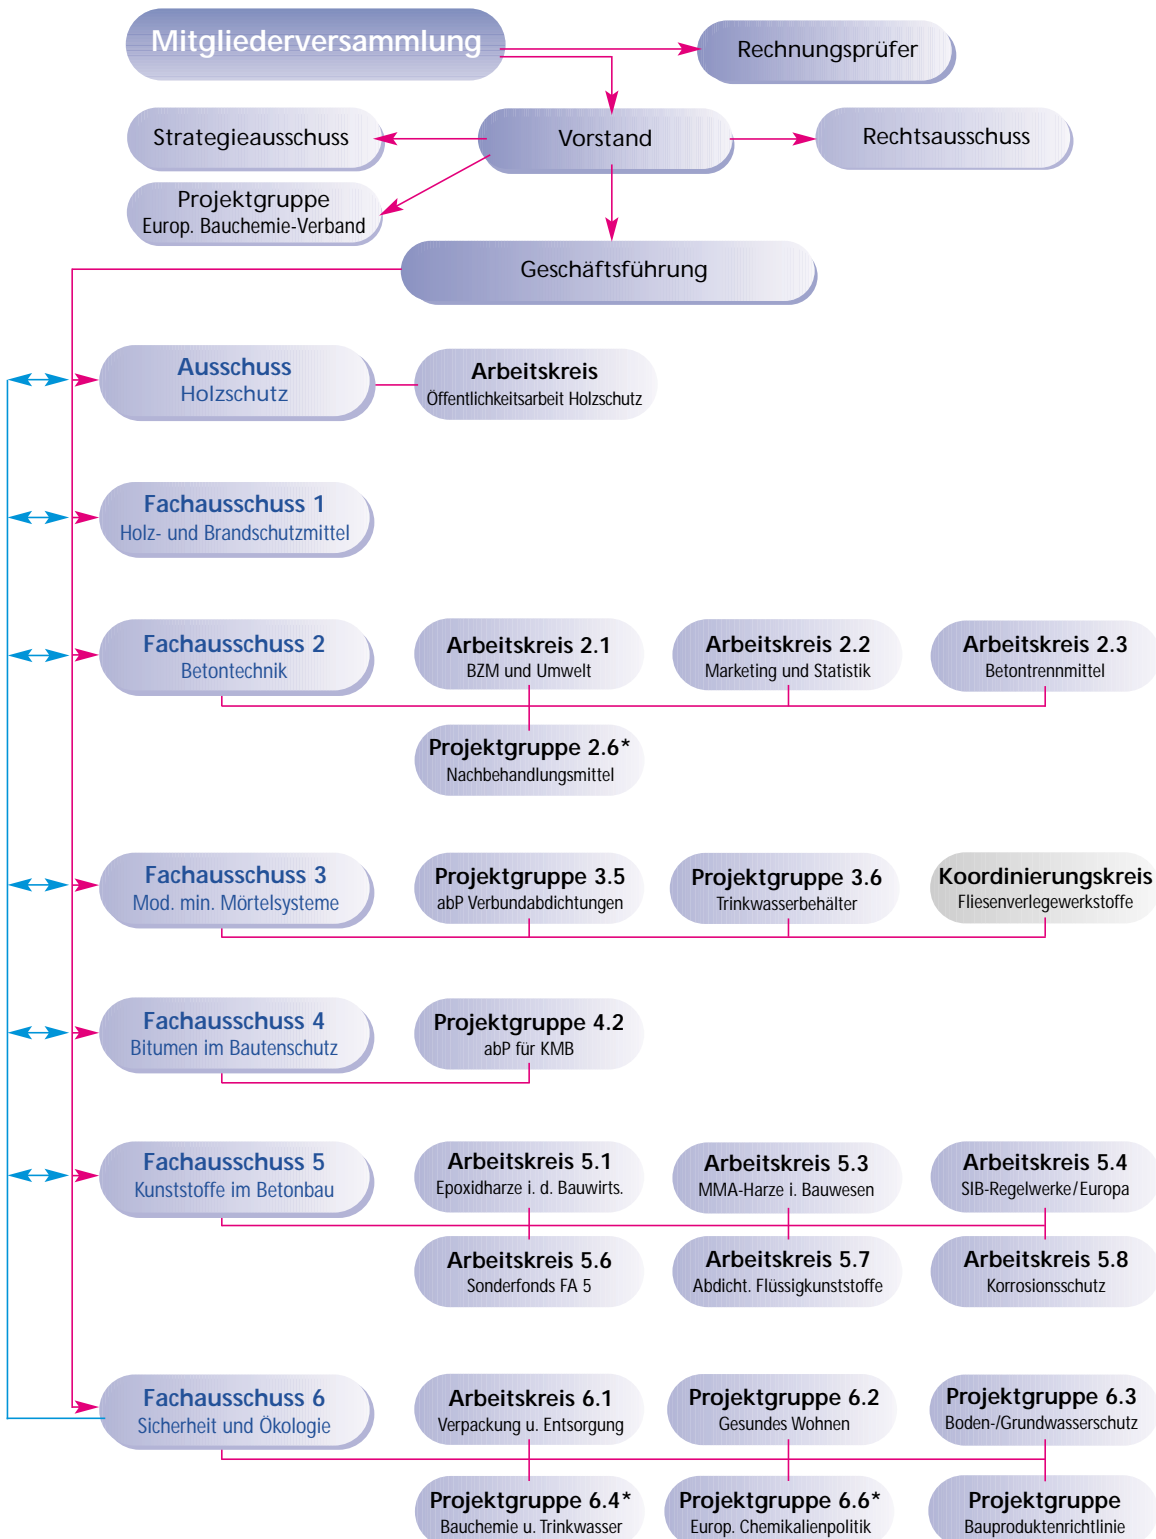 Mitgliederversammlung
Rechnungsprüfer
Strategieausschuss
Vorstand
Rechtsausschuss
Projektgruppe
Europ. Bauchemie-Verband
Geschäftsführung
Ausschuss
Holzschutz
Arbeitskreis
Öffentlichkeitsarbeit Holzschutz
Fachausschuss 1
Holz- und Brandschutzmittel
Fachausschuss 2
Betontechnik
Arbeitskreis 2.1
BZM und Umwelt
Arbeitskreis 2.2
Marketing und Statistik
Arbeitskreis 2.3
Betontrennmittel
Projektgruppe 2.6*
Nachbehandlungsmittel
Fachausschuss 3
Mod. min. Mörtelsysteme
Projektgruppe 3.5
abP Verbundabdichtungen
Projektgruppe 3.6
Trinkwasserbehälter
Koordinierungskreis
Fliesenverlegewerkstoffe
Fachausschuss 4
Bitumen im Bautenschutz
Projektgruppe 4.2
abP für KMB
Fachausschuss 5
Kunststoffe im Betonbau
Arbeitskreis 5.1
Epoxidharze i. d. Bauwirts.
Arbeitskreis 5.3
MMA-Harze i. Bauwesen
Arbeitskreis 5.4
SIB-Regelwerke/Europa
Arbeitskreis 5.6
Sonderfonds FA 5
Arbeitskreis 5.7
Abdicht. Flüssigkunststoffe
Arbeitskreis 5.8
Korrosionsschutz
Fachausschuss 6
Sicherheit und Ökologie
Arbeitskreis 6.1
Verpackung u. Entsorgung
Projektgruppe 6.2
Gesundes Wohnen
Projektgruppe 6.3
Boden-/Grundwasserschutz
Projektgruppe 6.4*
Bauchemie u. Trinkwasser
Projektgruppe 6.6*
Europ. Chemikalienpolitik
Projektgruppe
Bauproduktenrichtlinie